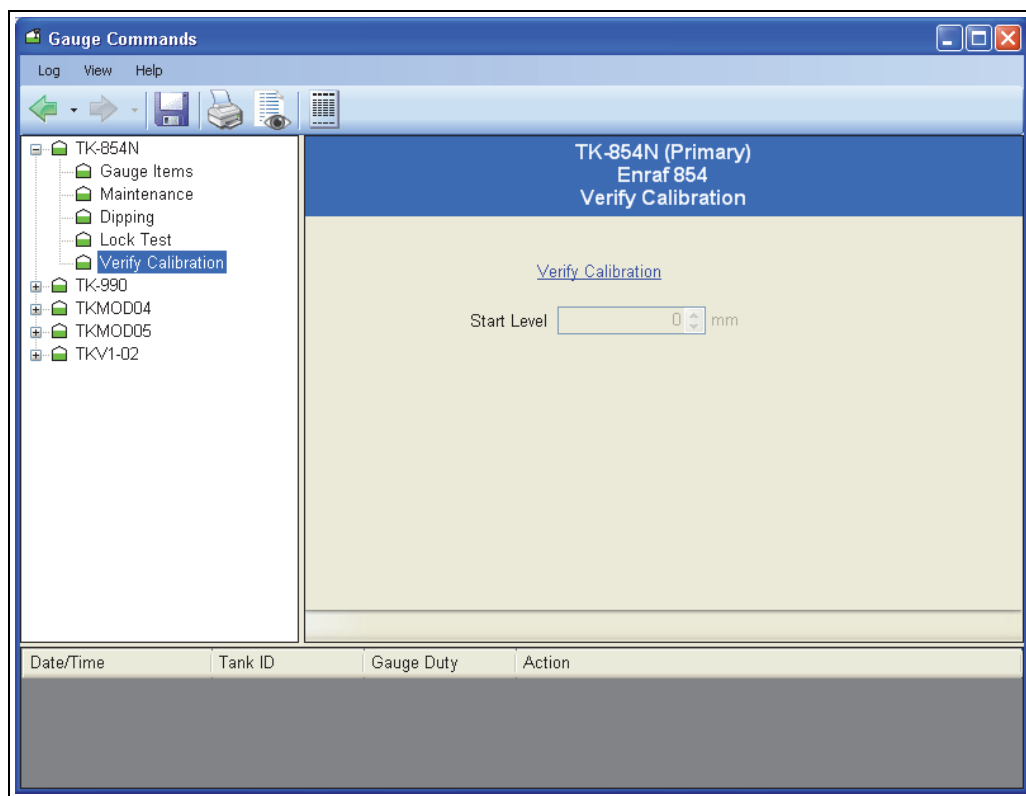 Gauge Commands
Log View Help
TK-854N
Gauge Items
Maintenance
Dipping
Lock Test
Verify Calibration
TK-990
TKMOD04
TKMOD05
TKV1-02
TK-854N (Primary)
Enraf 854
Verify Calibration
Verify Calibration
Start Level 0 mm
Date/Time Tank ID Gauge Duty Action